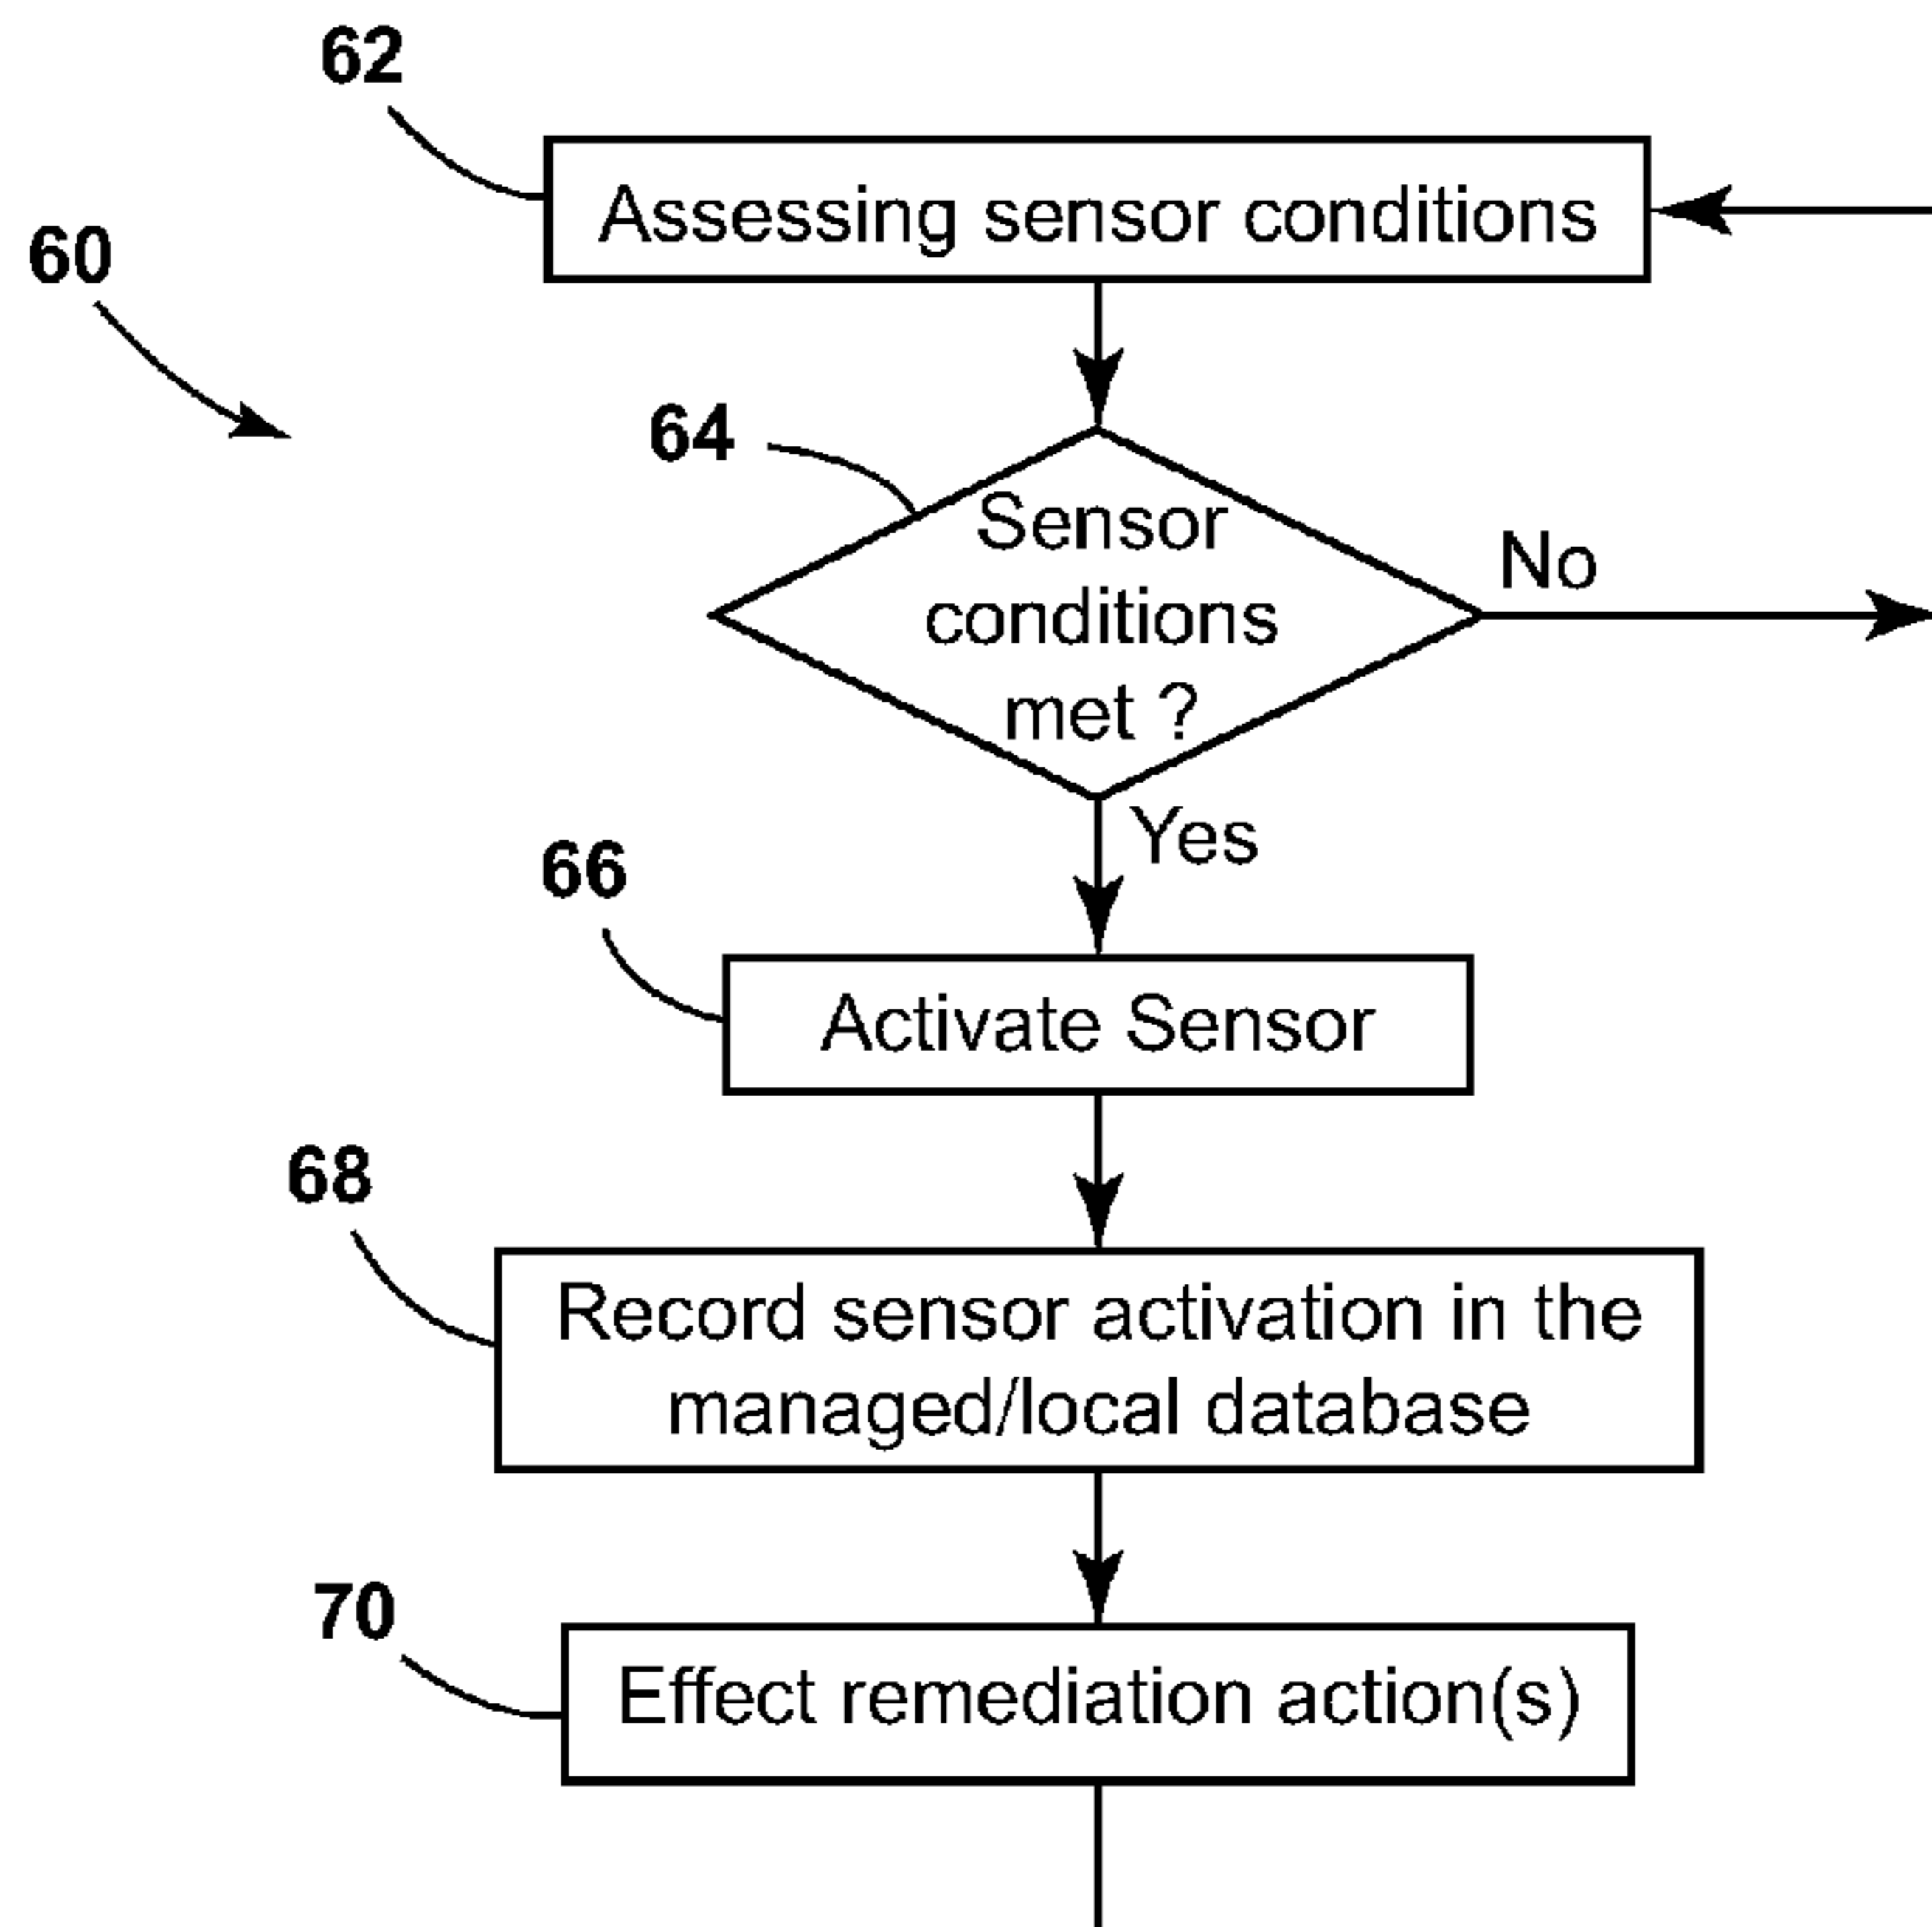 62
Assessing sensor conditions
60
64
Sensor
conditions
met ?
No
Yes
66
Activate Sensor
68
Record sensor activation in the
managed/local database
70
Effect remediation action(s)